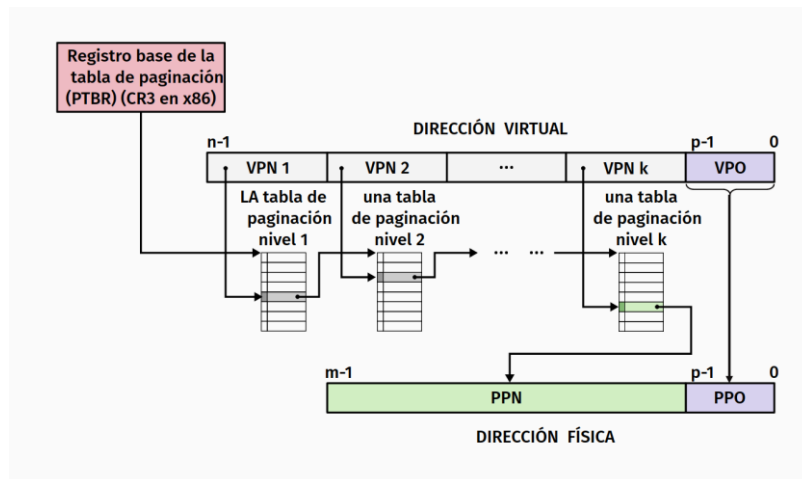 Registro base de la
tabla de paginación
(PTBR) (CR3 en x86)
DIRECCIÓN VIRTUAL
n-1
p-1
0
VPN 1
VPN 2
...
VPN k
VPO
LA tabla de
paginación
nivel 1
una tabla
de paginación
nivel 2
una tabla
de paginación
nivel k
... ...
m-1
p-1
0
PPN
PPO
DIRECCIÓN FÍSICA